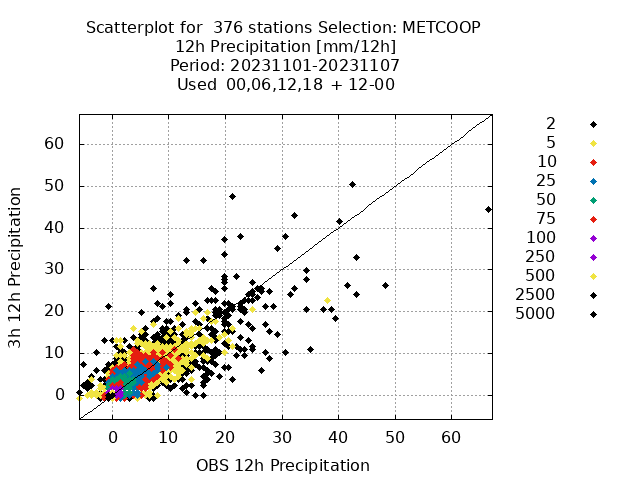 Scatterplot for  376 stations Selection: METCOOP
12h Precipitation [mm/12h]
Period: 20231101-20231107
Used  00,06,12,18 + 12-00
3h 12h Precipitation
60
50
40
30
20
10
0
0 10 20 30 40 50 60
OBS 12h Precipitation
2
5
10
25
50
75
100
250
500
2500
5000